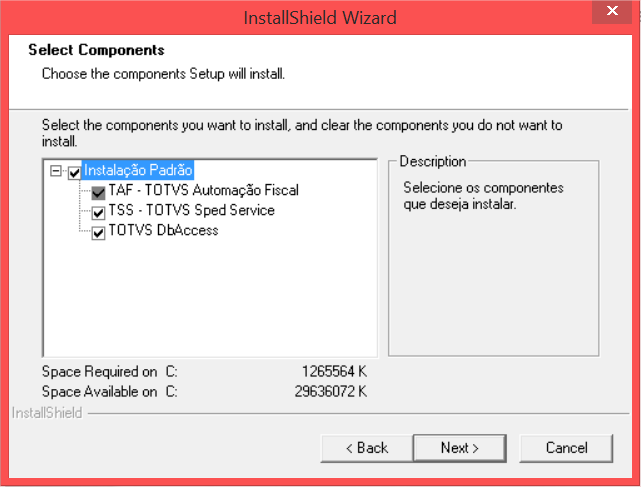 InstallShield Wizard
Select Components
Choose the components Setup will install.
Select the components you want to install, and clear the components you do not want to
install.
Instalação Padrão
TAF - TOTVS Automação Fiscal
TSS - TOTVS Sped Service
TOTVS DbAccess
Description
Selecione os componentes
que deseja instalar.
Space Required on C: 1265564 K
Space Available on C: 29636072 K
InstallShield
< Back Next > Cancel